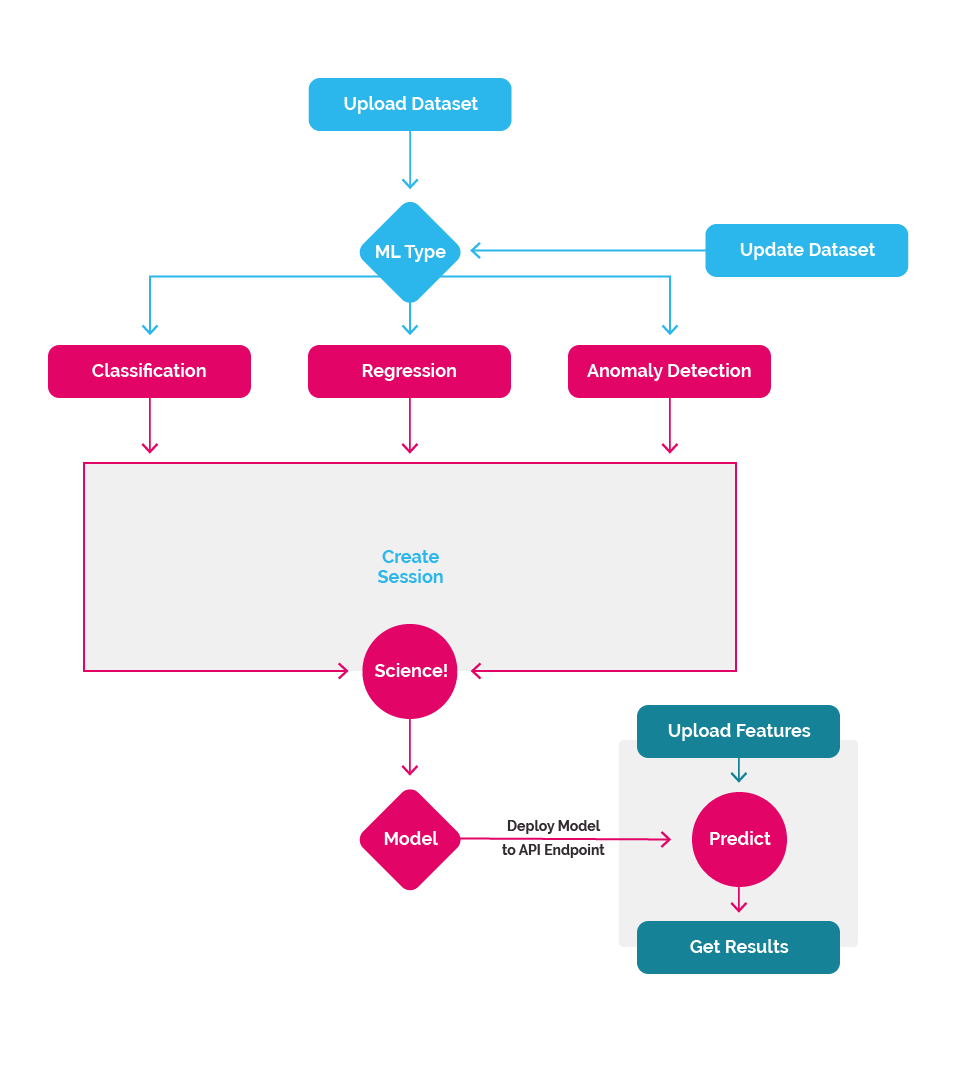 Upload Dataset
ML Type
Update Dataset
Classification
Regression
Anomaly Detection
Create
Session
Science!
Upload Features
Model
Deploy Model
to API Endpoint
Predict
Get Results